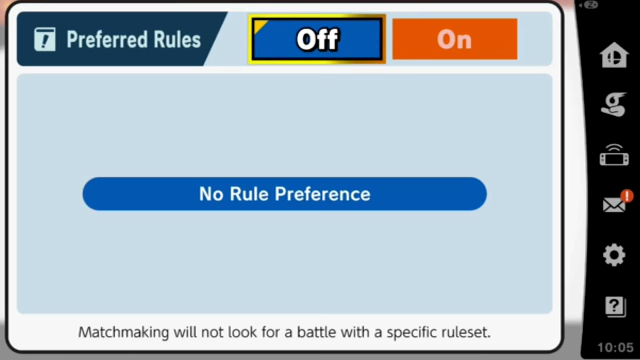 Preferred Rules
Off
On
No Rule Preference
Matchmaking will not look for a battle with a specific ruleset.
10:05